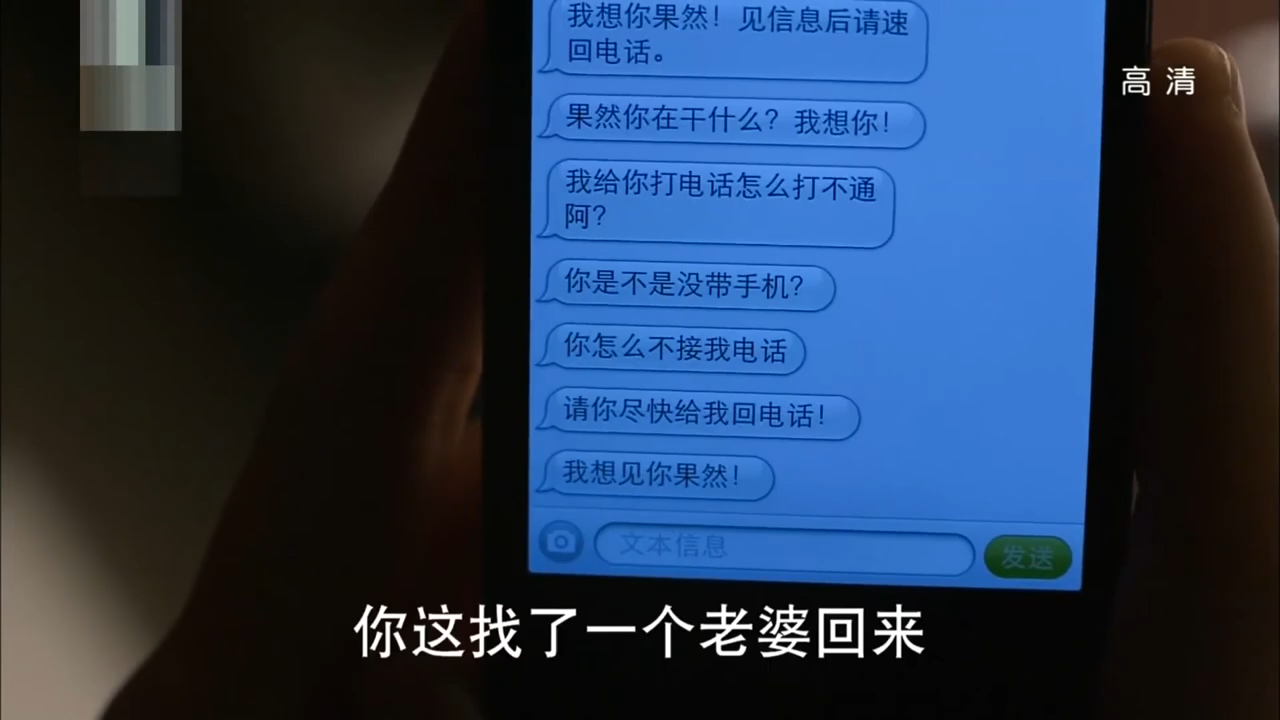 我想你果然！见信息后请速
回电话。
高清
果然你在干什么？我想你！
我给你打电话怎么打不通
阿？
你是不是没带手机？
你怎么不接我电话
请你尽快给我回电话！
我想见你果然！
文本信息
发送
你这找了一个老婆回来